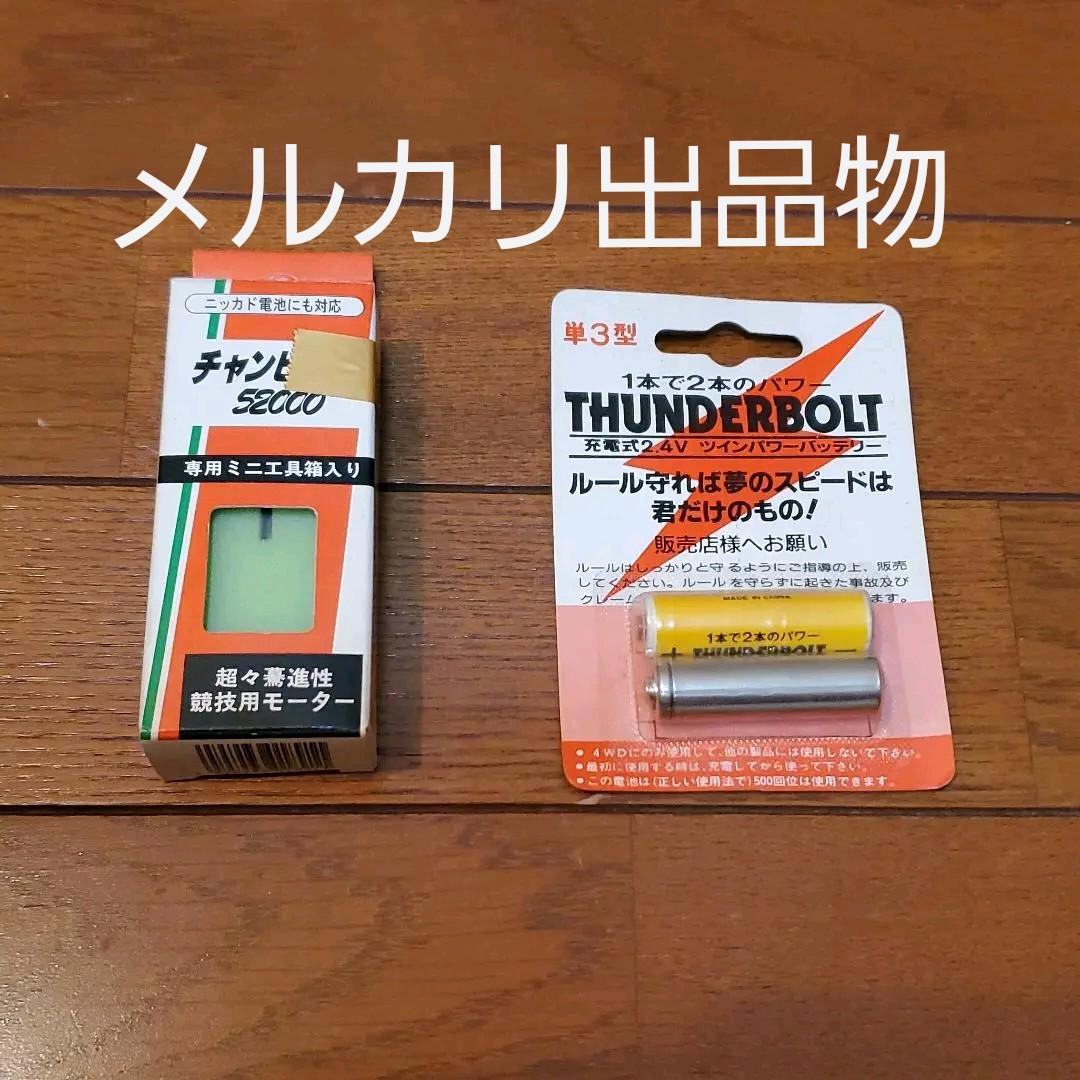 メルカリ出品物
ニッカド電池にも対応
チャンピ
52000
専用ミニ工具箱入り
超々驀進性
競技用モーター
単3型
1本で2本のパワー
THUNDERBOLT
充電式2.4V ツインパワーバッテリー
ルール守れば夢のスピードは
君だけのもの!
販売店様へお願い
ルールはしっかりと守るようにご指導の上、販売
してください。ルールを守らずに起きた事故及び
クレーム
ます。
MADE IN CHINA
1本で2本のパワー
+ THUNDERBOLT −
• 4WDにのみ使用して、他の製品には使用しないで下さい。
• 最初に使用する時は、充電してから使って下さい。
• この電池は(正しい使用法で)500回位は使用できます。